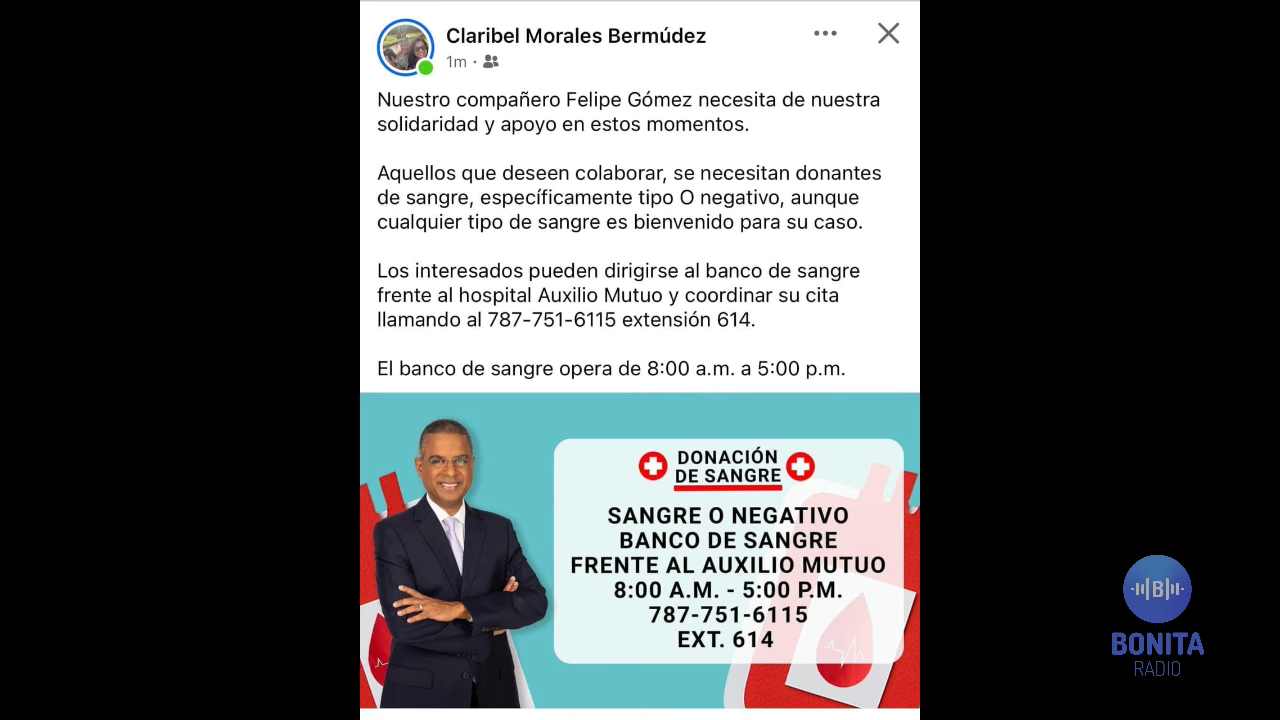 Claribel Morales Bermúdez
1m
Nuestro compañero Felipe Gómez necesita de nuestra
solidaridad y apoyo en estos momentos.
Aquellos que deseen colaborar, se necesitan donantes
de sangre, específicamente tipo O negativo, aunque
cualquier tipo de sangre es bienvenido para su caso.
Los interesados pueden dirigirse al banco de sangre
frente al hospital Auxilio Mutuo y coordinar su cita
llamando al 787-751-6115 extensión 614.
El banco de sangre opera de 8:00 a.m. a 5:00 p.m.
DONACIÓN
DE SANGRE
SANGRE O NEGATIVO
BANCO DE SANGRE
FRENTE AL AUXILIO MUTUO
8:00 A.M. - 5:00 P.M.
787-751-6115
EXT. 614
B
BONITA
RADIO